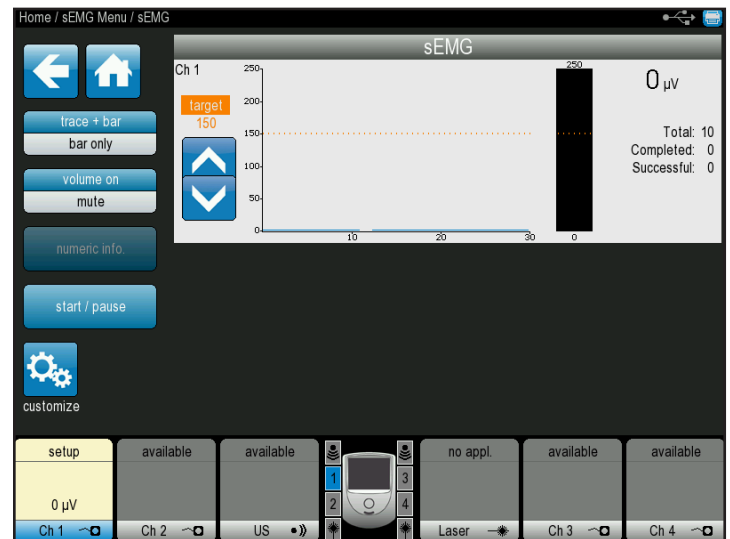 Home / sEMG Menu / sEMG
sEMG
Ch 1
250
200
150
100
50
0
10
20
30
target
150
250
0
0 µV
Total: 10
Completed: 0
Successful: 0
trace + bar
bar only
volume on
mute
numeric info.
start / pause
customize
setup
0 µV
Ch 1
available
Ch 2
available
US
1
2
3
4
no appl.
Laser
available
Ch 3
available
Ch 4